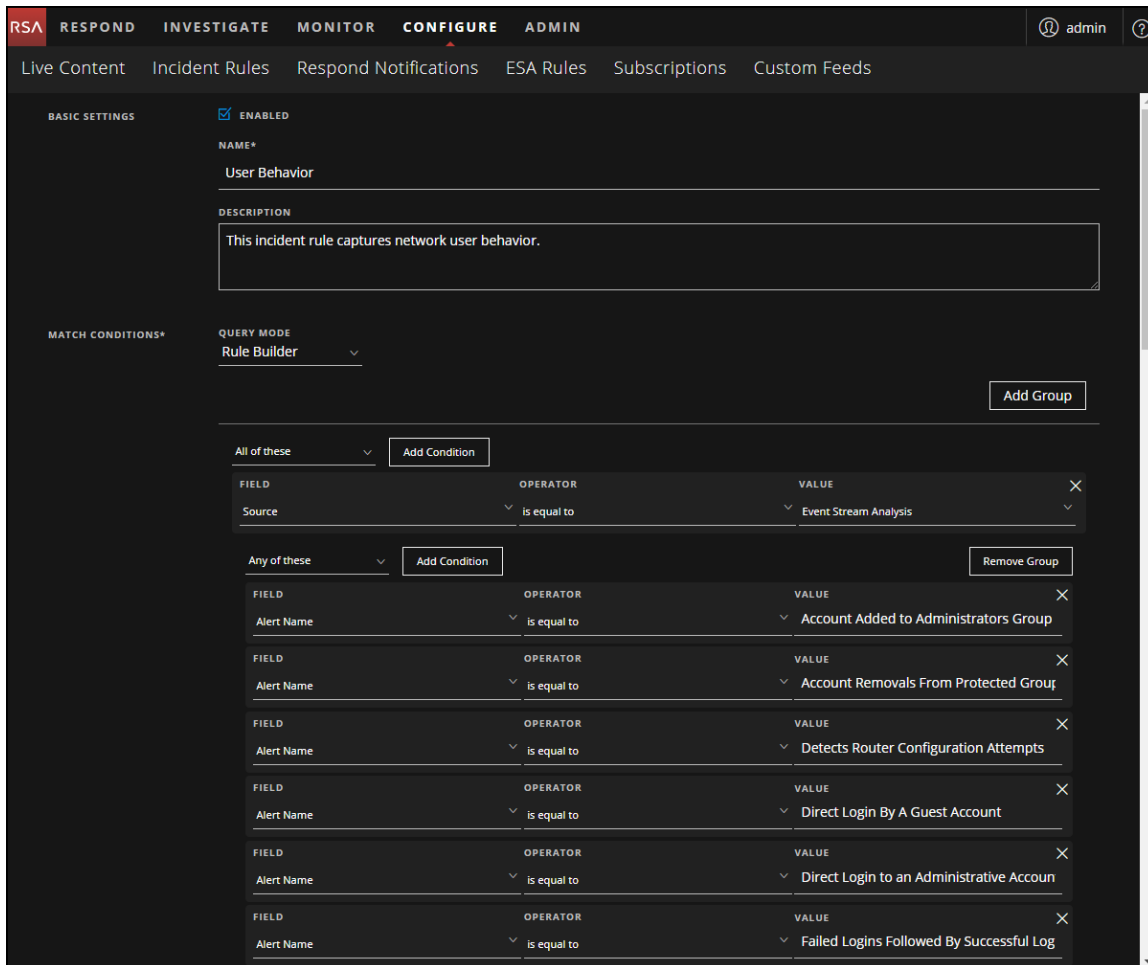 RSA RESPOND INVESTIGATE MONITOR CONFIGURE ADMIN admin ?
Live Content Incident Rules Respond Notifications ESA Rules Subscriptions Custom Feeds
BASIC SETTINGS ENABLED
NAME*
User Behavior
DESCRIPTION
This incident rule captures network user behavior.
MATCH CONDITIONS* QUERY MODE
Rule Builder
Add Group
All of these Add Condition
FIELD OPERATOR VALUE
Source is equal to Event Stream Analysis
Any of these Add Condition Remove Group
FIELD OPERATOR VALUE
Alert Name is equal to Account Added to Administrators Group
FIELD OPERATOR VALUE
Alert Name is equal to Account Removals From Protected Group
FIELD OPERATOR VALUE
Alert Name is equal to Detects Router Configuration Attempts
FIELD OPERATOR VALUE
Alert Name is equal to Direct Login By A Guest Account
FIELD OPERATOR VALUE
Alert Name is equal to Direct Login to an Administrative Accoun
FIELD OPERATOR VALUE
Alert Name is equal to Failed Logins Followed By Successful Log